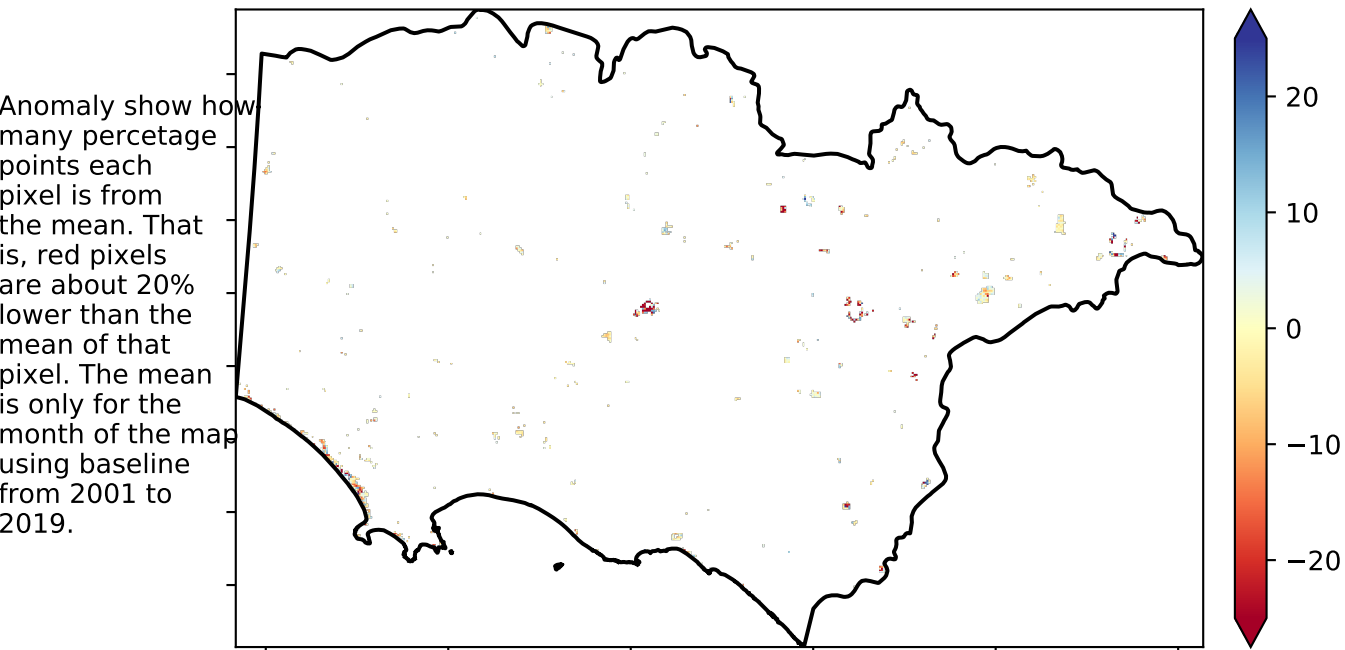 Anomaly show how
many percetage
points each
pixel is from
the mean. That
is, red pixels
are about 20%
lower than the
mean of that
pixel. The mean
is only for the
month of the map
using baseline
from 2001 to
2019.
20
10
0
−10
−20